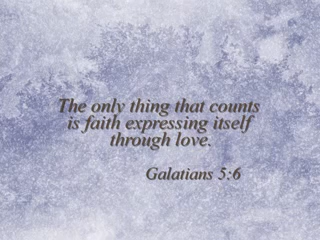 The only thing that counts
is faith expressing itself
through love.
Galatians 5:6